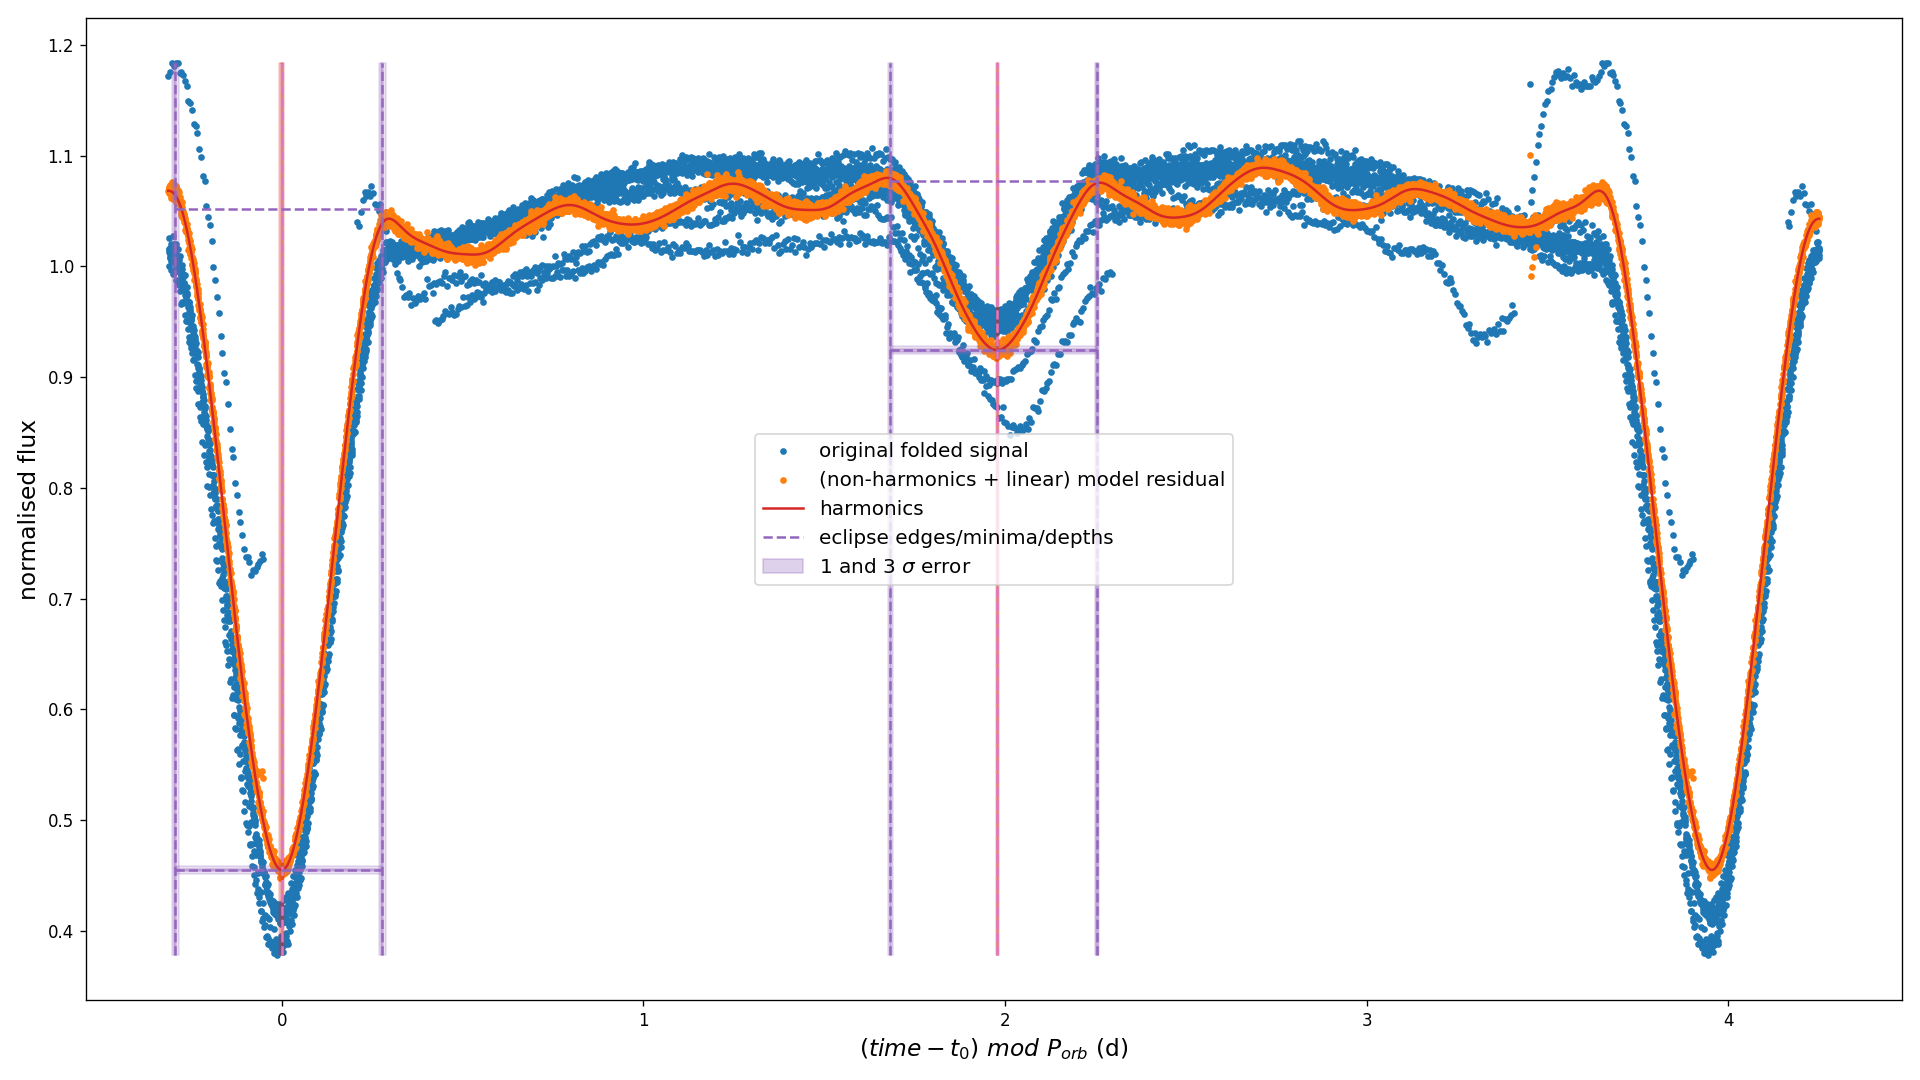 1.2
1.1
1.0
0.9
0.8
0.7
0.6
0.5
0.4
normalised flux
original folded signal
(non-harmonics + linear) model residual
harmonics
eclipse edges/minima/depths
1 and 3 σ error
0 1 2 3 4
(time − t₀) mod Pₒᵣb (d)